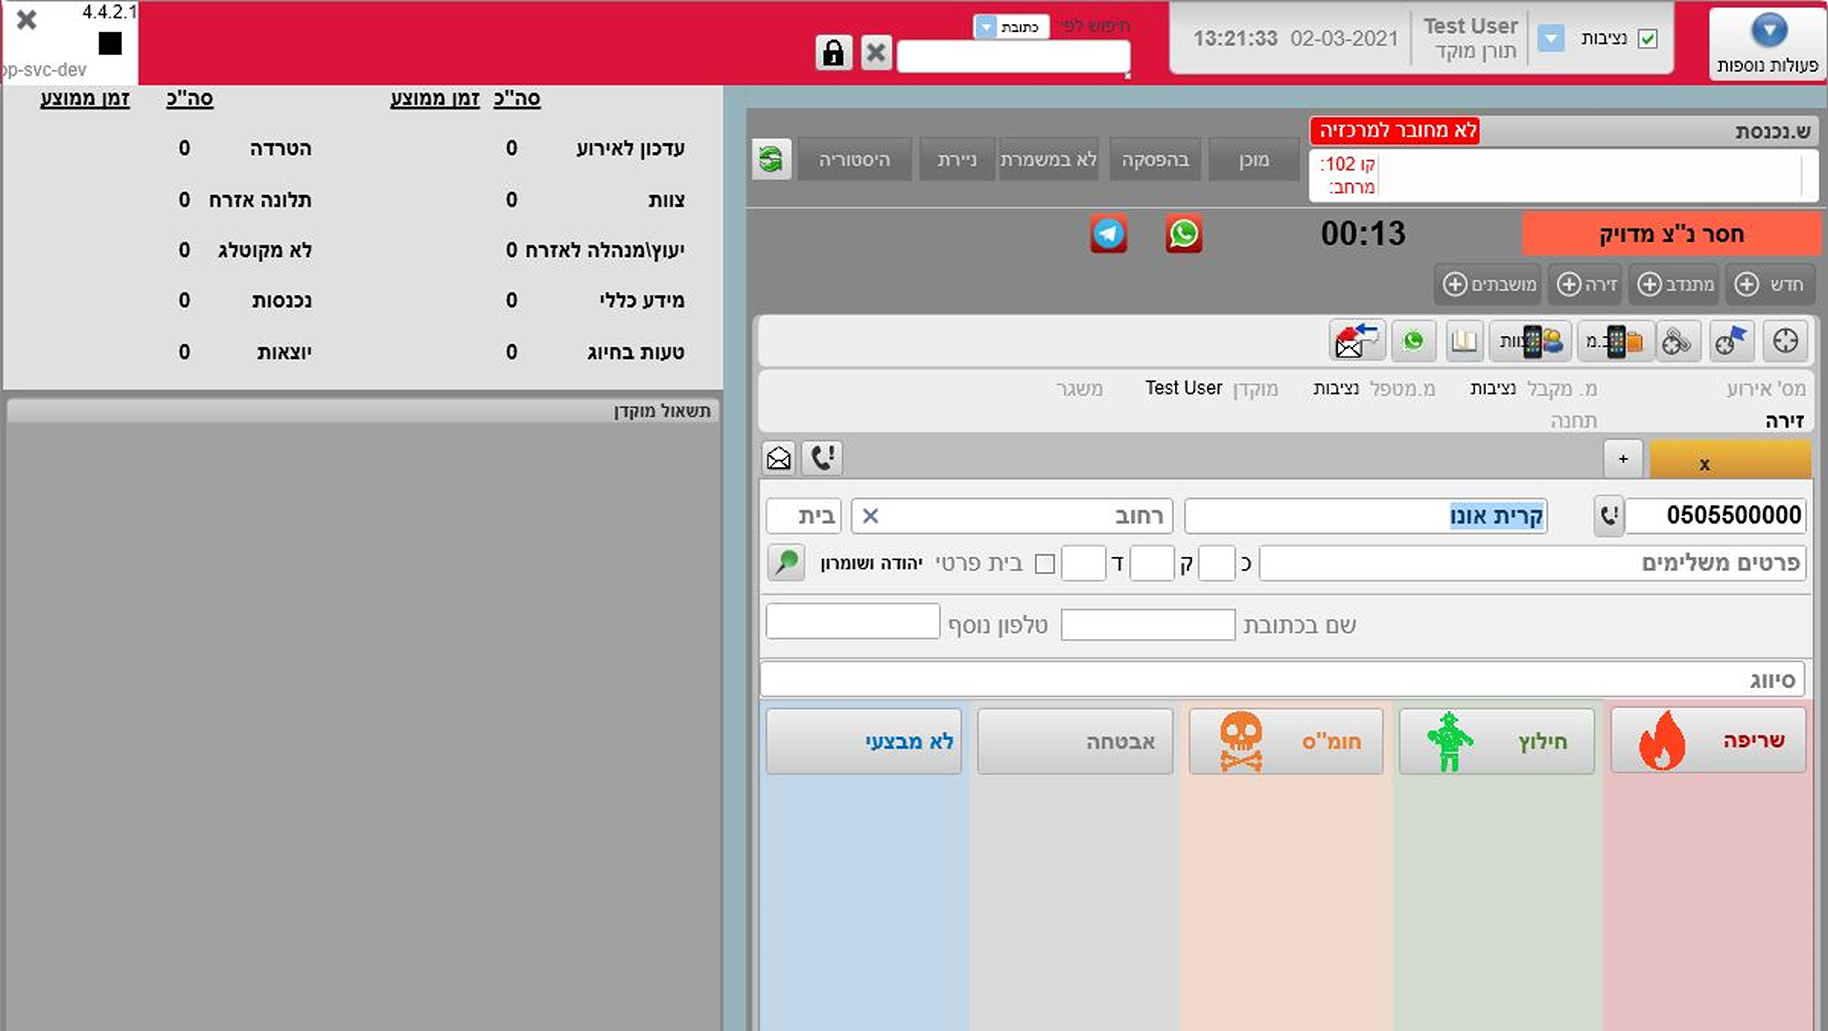 4.4.2.1
op-svc-dev
חיפוש לפי:
כתובת
נציבות
Test User
תורן מוקד
02-03-2021
13:21:33
פעולות נוספות
סה"כ זמן ממוצע סה"כ זמן ממוצע
עדכון לאירוע 0 הטרדה 0
צוות 0 תלונה אזרח 0
יעוץ\מנהלה לאזרח 0 לא מקוטלג 0
מידע כללי 0 נכנסות 0
טעות בחיוג 0 יוצאות 0
תשאול מוקדן
ש.נכנסת
לא מחובר למרכזיה
קו 102:
מרחב:
מוכן
בהפסקה
לא במשמרת
ניירת
היסטוריה
חסר נ"צ מדויק
00:13
חדש
מתנדב
זירה
מושבתים
ב.מ
צוות
מס' אירוע
מ. מקבל נציבות
מ.מטפל נציבות
מוקדן Test User
משגר
זירה
תחנה
x
+
0505500000
קרית אונו
רחוב
בית
פרטים משלימים
כ
ק
ד
בית פרטי
יהודה ושומרון
שם בכתובת
טלפון נוסף
סיווג
שריפה
חילוץ
חומ"ס
אבטחה
לא מבצעי